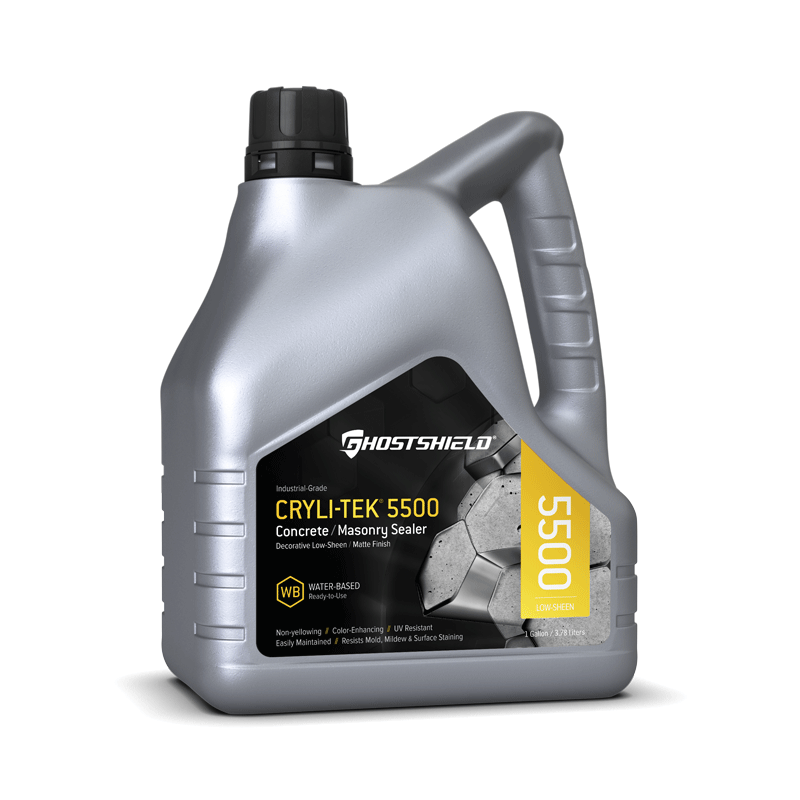 GHOSTSHIELD®
Industrial-Grade
CRYLI-TEK® 5500
Concrete / Masonry Sealer
Decorative Low-Sheen / Matte Finish
WB
WATER-BASED
Ready-to-Use
Non-yellowing // Color-Enhancing // UV Resistant
Easily Maintained // Resists Mold, Mildew & Surface Staining
5500
LOW-SHEEN
1 Gallon / 3.78 Liters